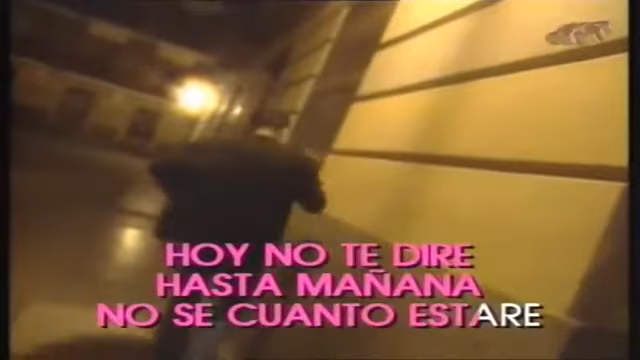 HOY NO TE DIRE
HASTA MAÑANA
NO SE CUANTO ESTARE